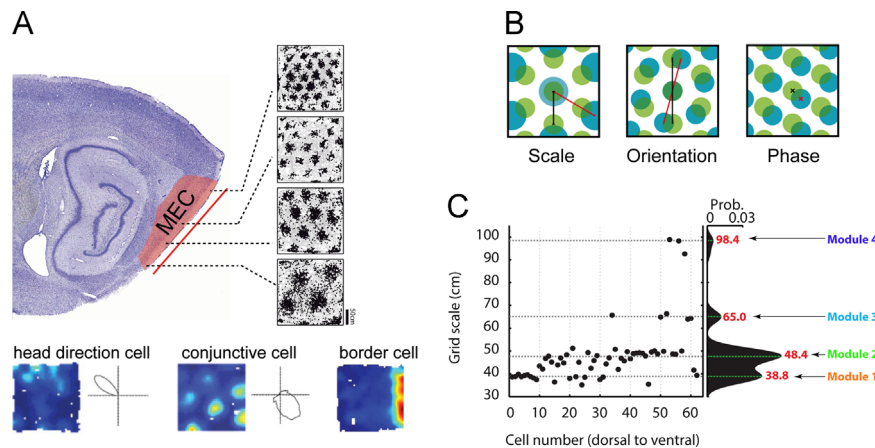 A
MEC
50cm
head direction cell
conjunctive cell
border cell
B
Scale
Orientation
Phase
C
Prob.
0 0.03
Grid scale (cm)
100
90
80
70
60
50
40
30
98.4
Module 4
65.0
Module 3
48.4
Module 2
38.8
Module 1
0 10 20 30 40 50 60
Cell number (dorsal to ventral)